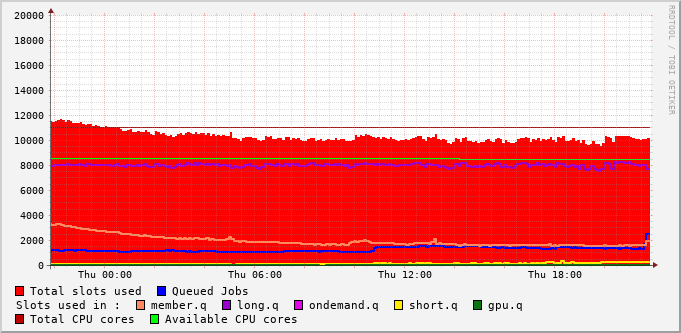 RRDTOOL / TOBI OETIKER
20000
18000
16000
14000
12000
10000
8000
6000
4000
2000
0
Thu 00:00 Thu 06:00 Thu 12:00 Thu 18:00
Total slots used Queued Jobs
Slots used in : member.q long.q ondemand.q short.q gpu.q
Total CPU cores Available CPU cores